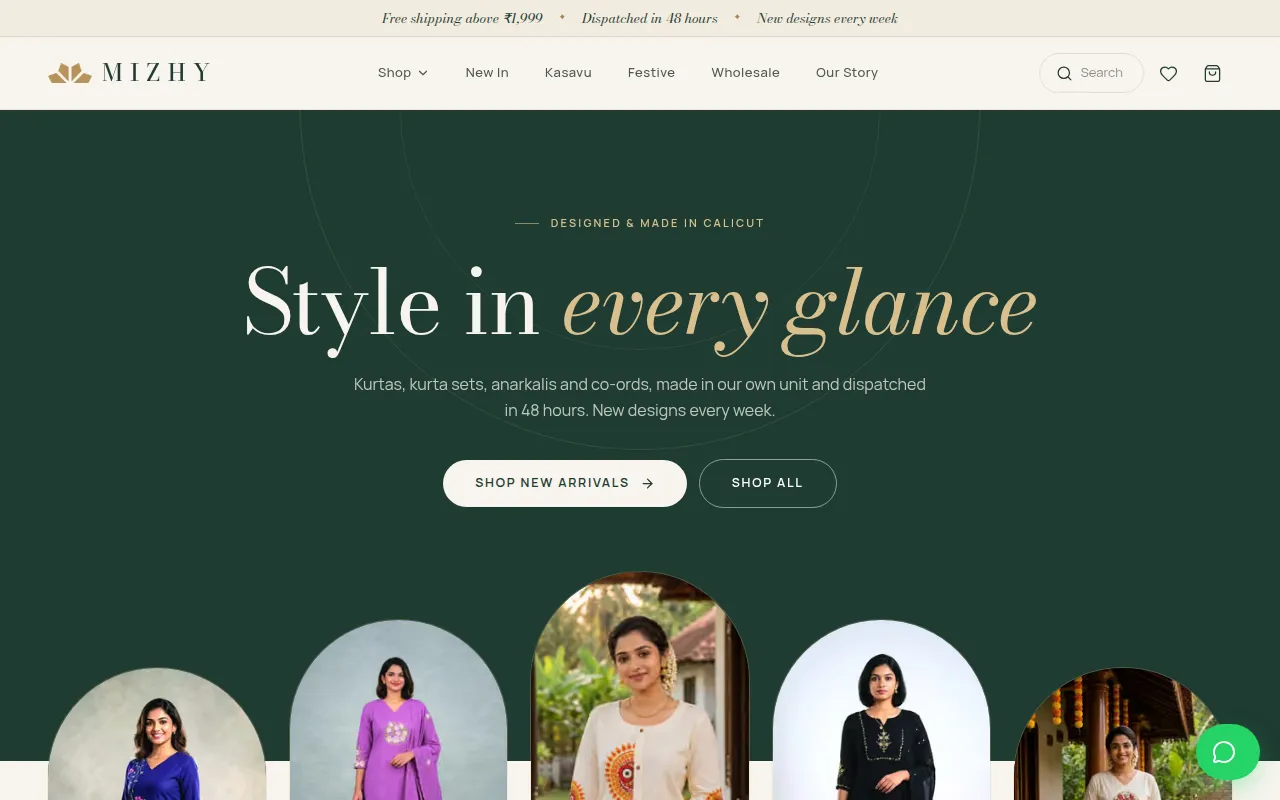 Free shipping above ₹1,999 ✦ Dispatched in 48 hours ✦ New designs every week
MIZHY
Shop New In Kasavu Festive Wholesale Our Story
Search
DESIGNED & MADE IN CALICUT
Style in every glance
Kurtas, kurta sets, anarkalis and co-ords, made in our own unit and dispatched
in 48 hours. New designs every week.
SHOP NEW ARRIVALS →
SHOP ALL